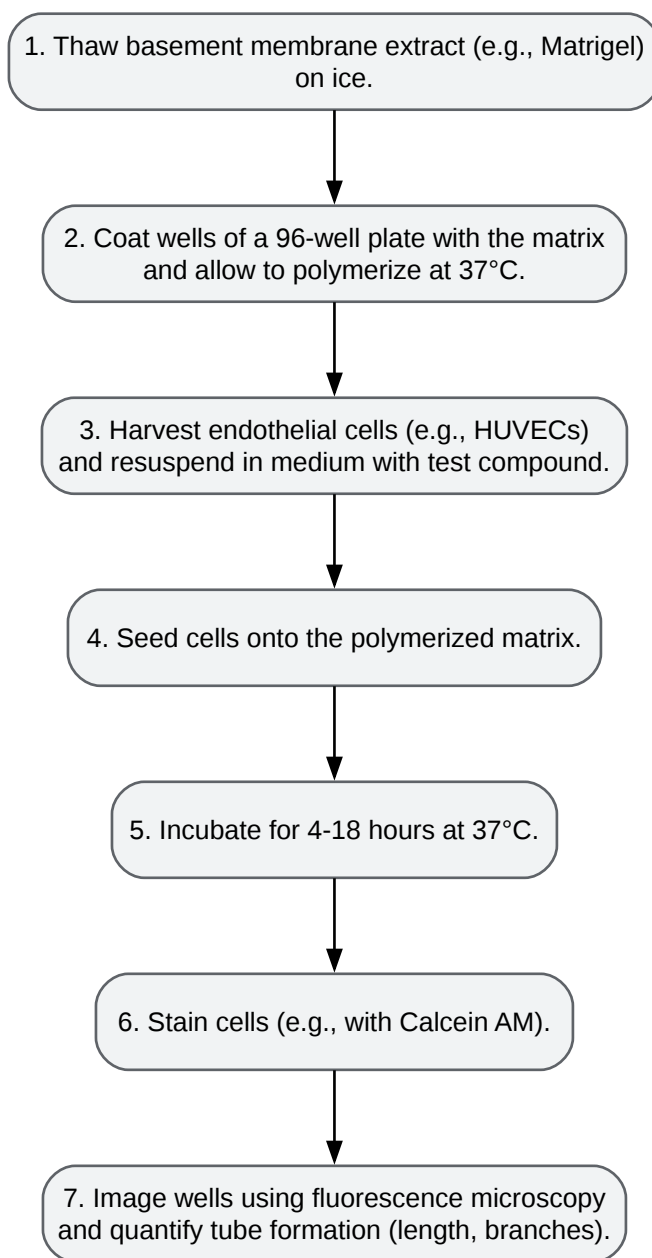 1. Thaw basement membrane extract (e.g., Matrigel)
on ice.
2. Coat wells of a 96-well plate with the matrix
and allow to polymerize at 37°C.
3. Harvest endothelial cells (e.g., HUVECs)
and resuspend in medium with test compound.
4. Seed cells onto the polymerized matrix.
5. Incubate for 4-18 hours at 37°C.
6. Stain cells (e.g., with Calcein AM).
7. Image wells using fluorescence microscopy
and quantify tube formation (length, branches).